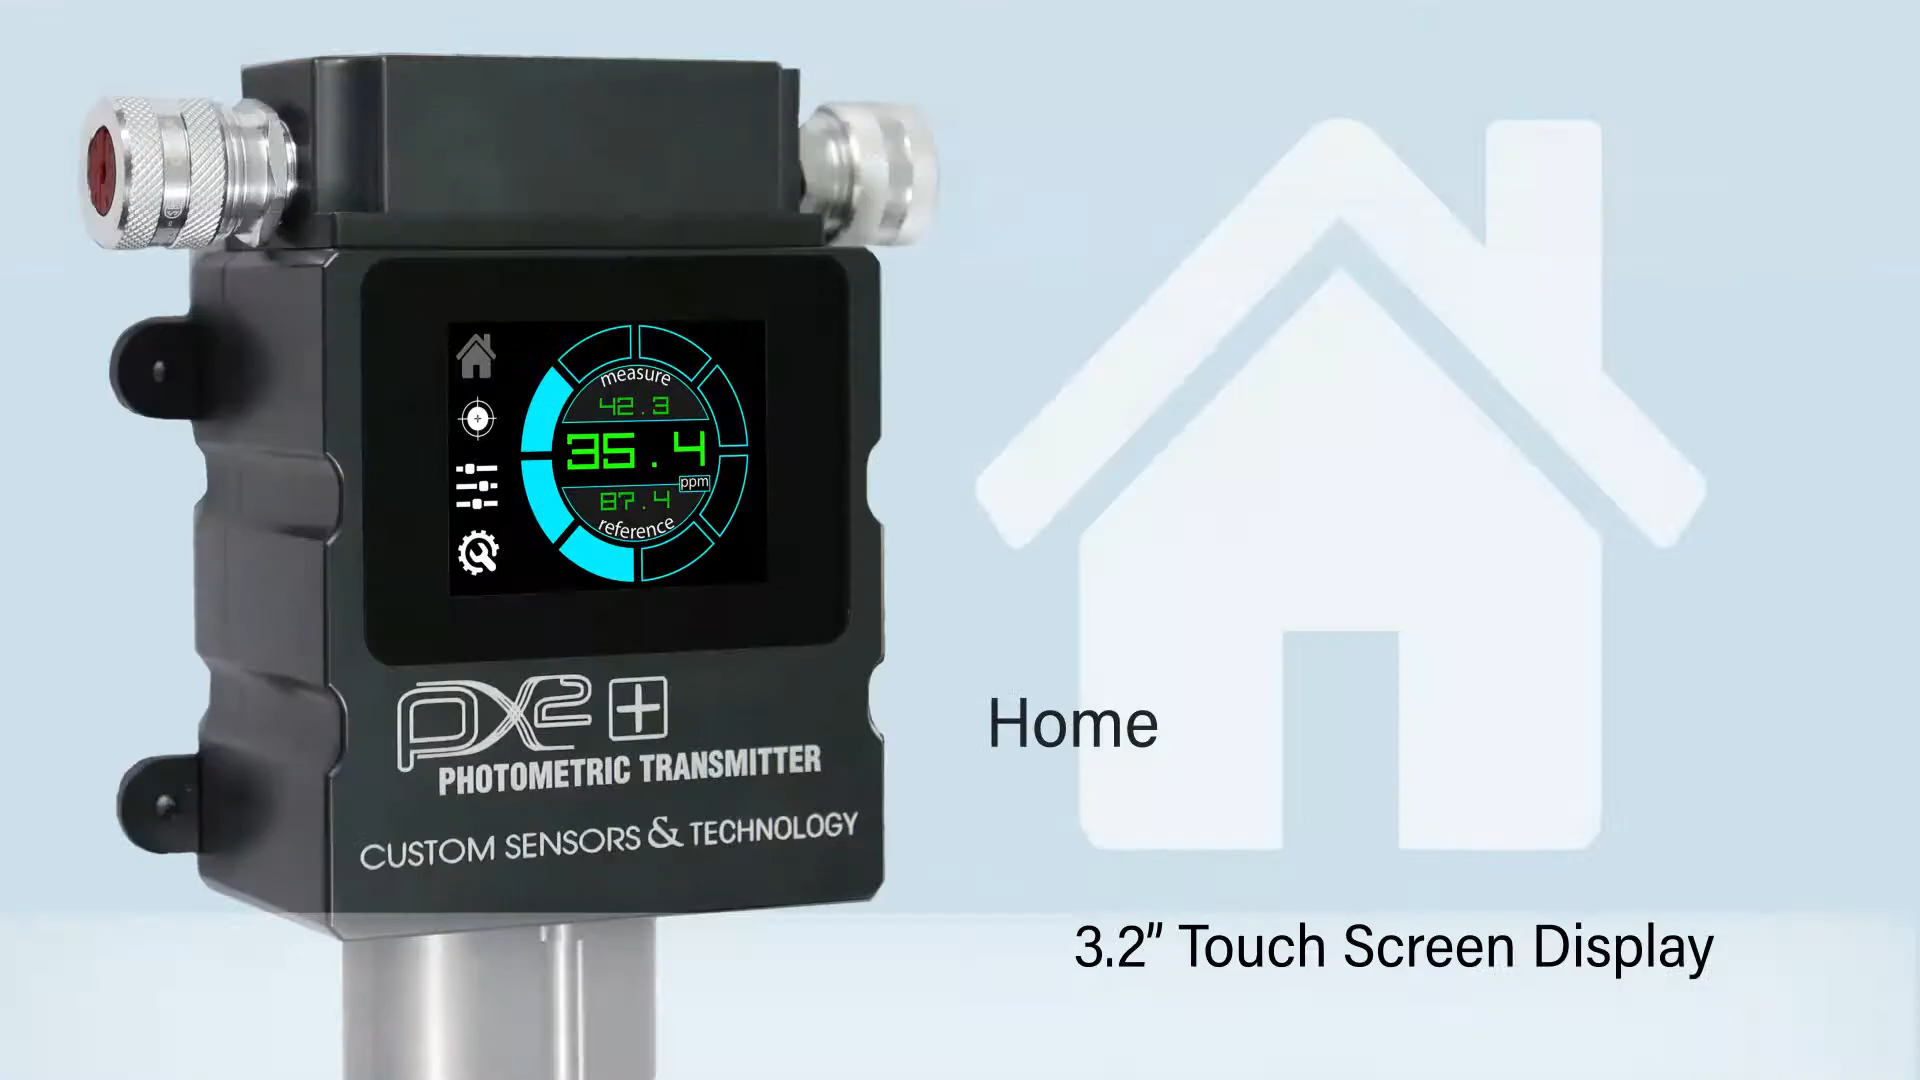 measure
42.3
35.4
ppm
87.4
reference
PX2 +
PHOTOMETRIC TRANSMITTER
CUSTOM SENSORS & TECHNOLOGY
Home
3.2” Touch Screen Display